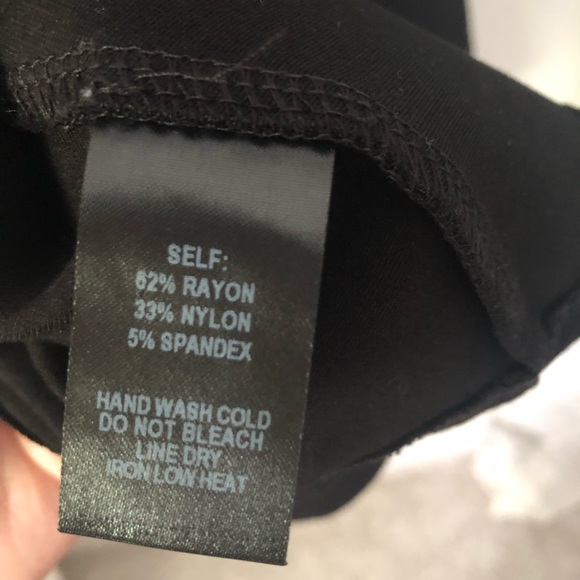 SELF:
62% RAYON
33% NYLON
5% SPANDEX
HAND WASH COLD
DO NOT BLEACH
LINE DRY
IRON LOW HEAT